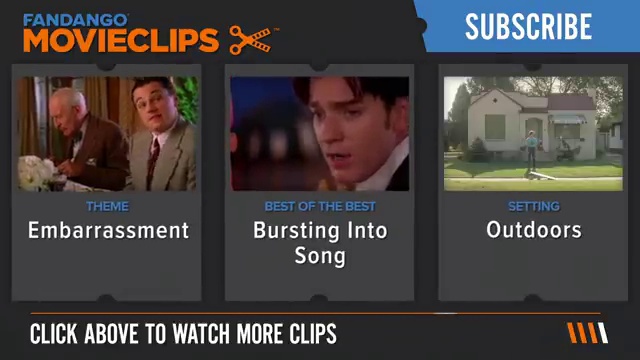 FANDANGO
MOVIECLIPS
SUBSCRIBE
THEME
Embarrassment
BEST OF THE BEST
Bursting Into
Song
SETTING
Outdoors
CLICK ABOVE TO WATCH MORE CLIPS